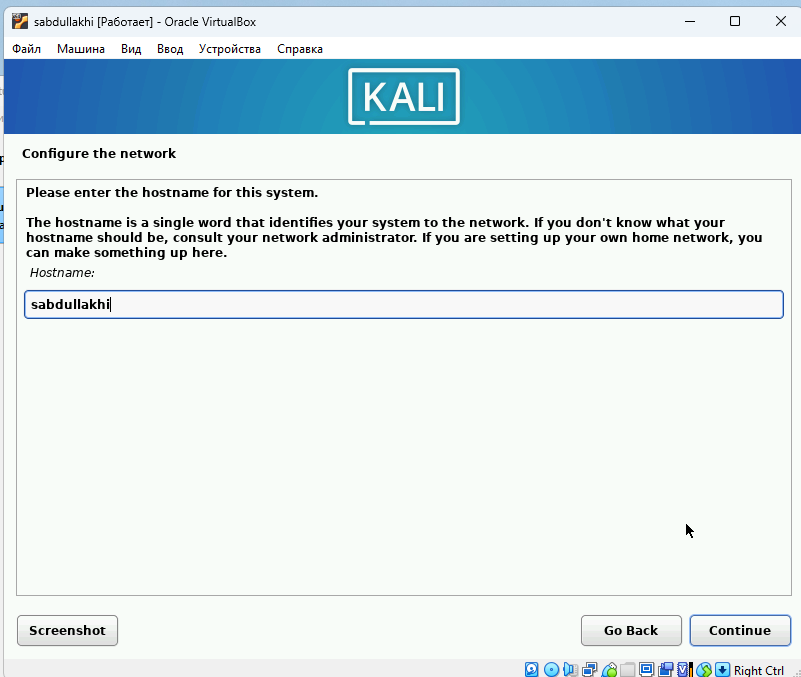 sabdullakhi [Работает] - Oracle VirtualBox
Файл Машина Вид Ввод Устройства Справка
KALI
Configure the network
Please enter the hostname for this system.
The hostname is a single word that identifies your system to the network. If you don't know what your
hostname should be, consult your network administrator. If you are setting up your own home network, you
can make something up here.
Hostname:
sabdullakhi
Screenshot Go Back Continue
Right Ctrl